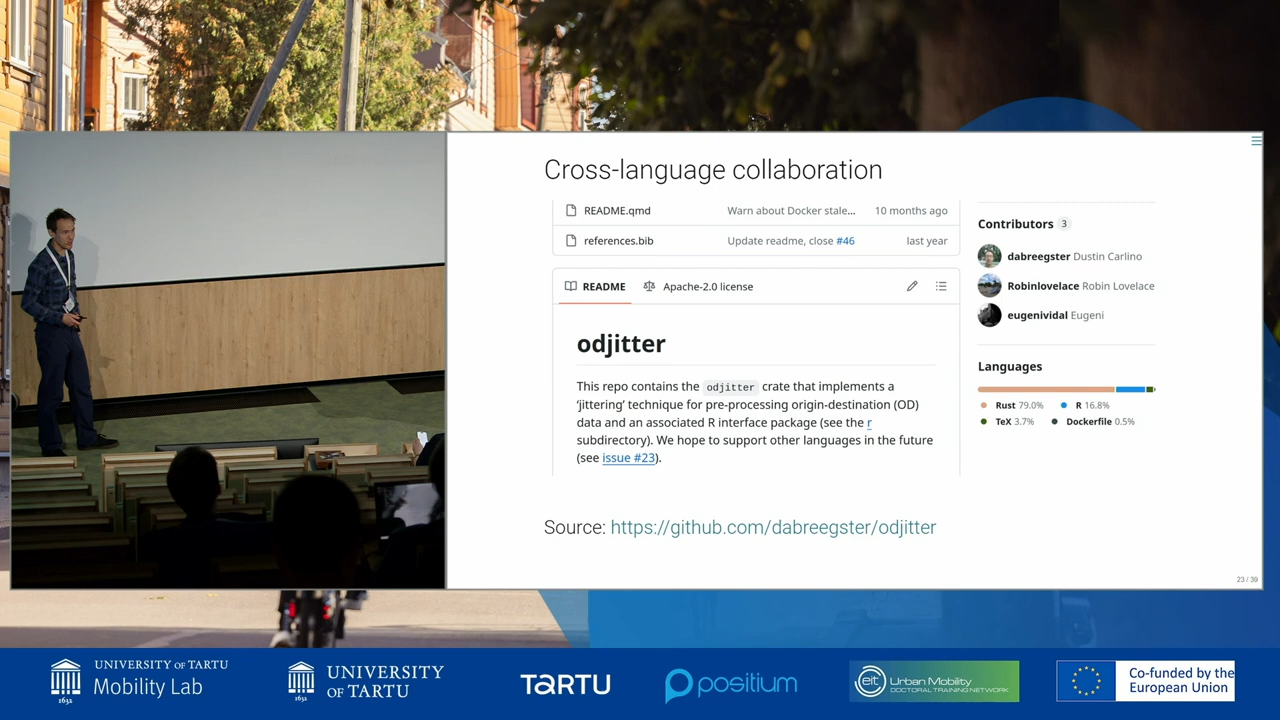 Cross-language collaboration
README.qmd
Warn about Docker stale...
10 months ago
references.bib
Update readme, close #46
last year
README
Apache-2.0 license
odjitter
This repo contains the odjitter crate that implements a
‘jittering’ technique for pre-processing origin-destination (OD)
data and an associated R interface package (see the r
subdirectory). We hope to support other languages in the future
(see issue #23).
Contributors 3
dabreegster Dustin Carlino
Robinlovelace Robin Lovelace
eugenividal Eugeni
Languages
Rust 79.0%
R 16.8%
TeX 3.7%
Dockerfile 0.5%
Source: https://github.com/dabreegster/odjitter
23 / 39
UNIVERSITY OF TARTU
Mobility Lab
1632
UNIVERSITY
OF TARTU
1632
TARTU
positium
eit Urban Mobility
DOCTORAL TRAINING NETWORK
Co-funded by the
European Union